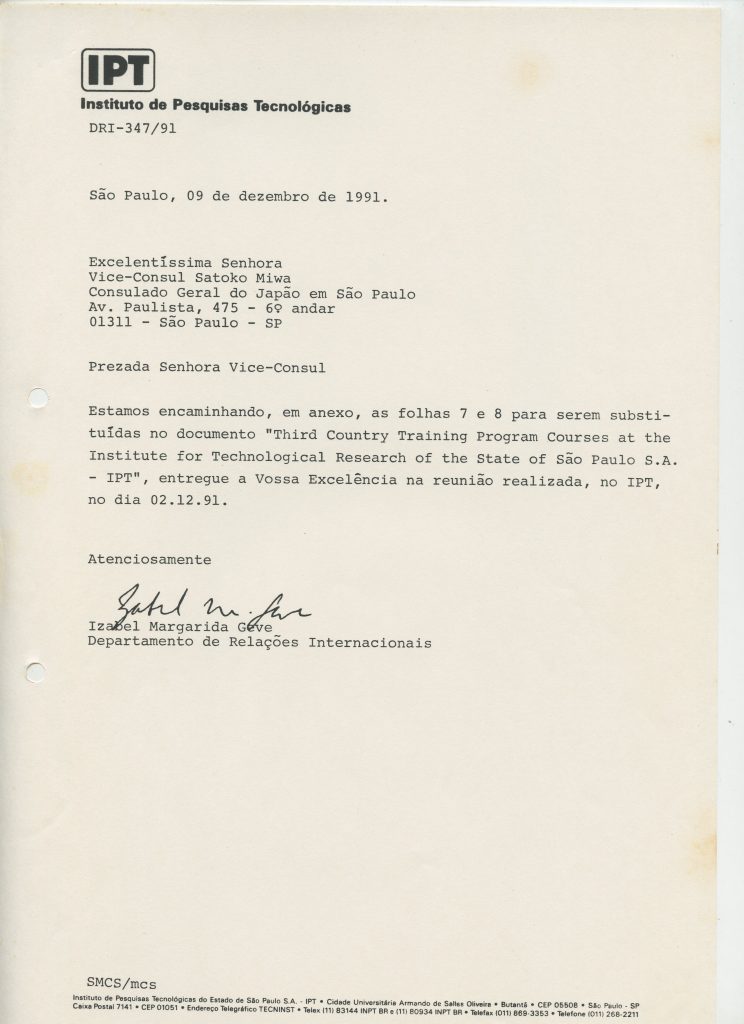 IPT
Instituto de Pesquisas Tecnológicas
DRI-347/91
São Paulo, 09 de dezembro de 1991.
Excelentíssima Senhora
Vice-Consul Satoko Miwa
Consulado Geral do Japão em São Paulo
Av. Paulista, 475 - 6º andar
01311 - São Paulo - SP
Prezada Senhora Vice-Consul
Estamos encaminhando, em anexo, as folhas 7 e 8 para serem substi-
tuídas no documento "Third Country Training Program Courses at the
Institute for Technological Research of the State of São Paulo S.A.
- IPT", entregue a Vossa Excelência na reunião realizada, no IPT,
no dia 02.12.91.
Atenciosamente
Izabel M. Geve
Izabel Margarida Geve
Departamento de Relações Internacionais
SMCS/mcs
Instituto de Pesquisas Tecnológicas do Estado de São Paulo S.A. - IPT • Cidade Universitária Armando de Salles Oliveira • Butantã • CEP 05508 • São Paulo - SP
Caixa Postal 7141 • CEP 01051 • Endereço Telegráfico TECNINST • Telex (11) 83144 INPT BR e (11) 80934 INPT BR • Telefax (011) 869-3353 • Telefone (011) 268-2211